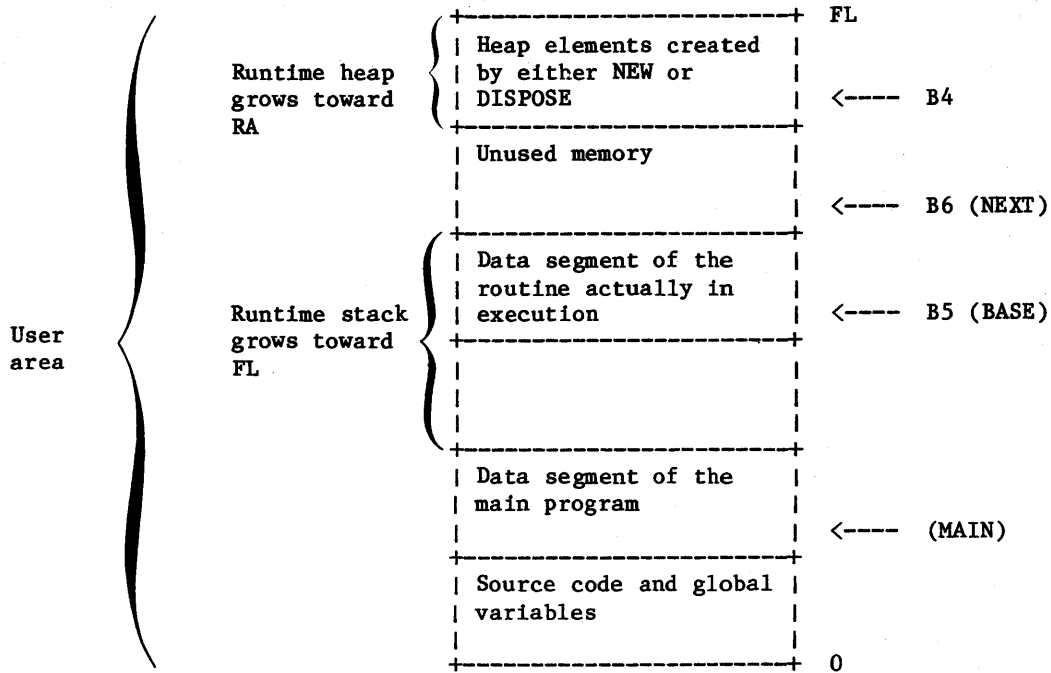 FL
Heap elements created
by either NEW or
DISPOSE
Runtime heap
grows toward
RA
<---- B4
Unused memory
<---- B6 (NEXT)
Data segment of the
routine actually in
execution
<---- B5 (BASE)
Runtime stack
grows toward
FL
User
area
Data segment of the
main program
<---- (MAIN)
Source code and global
variables
0